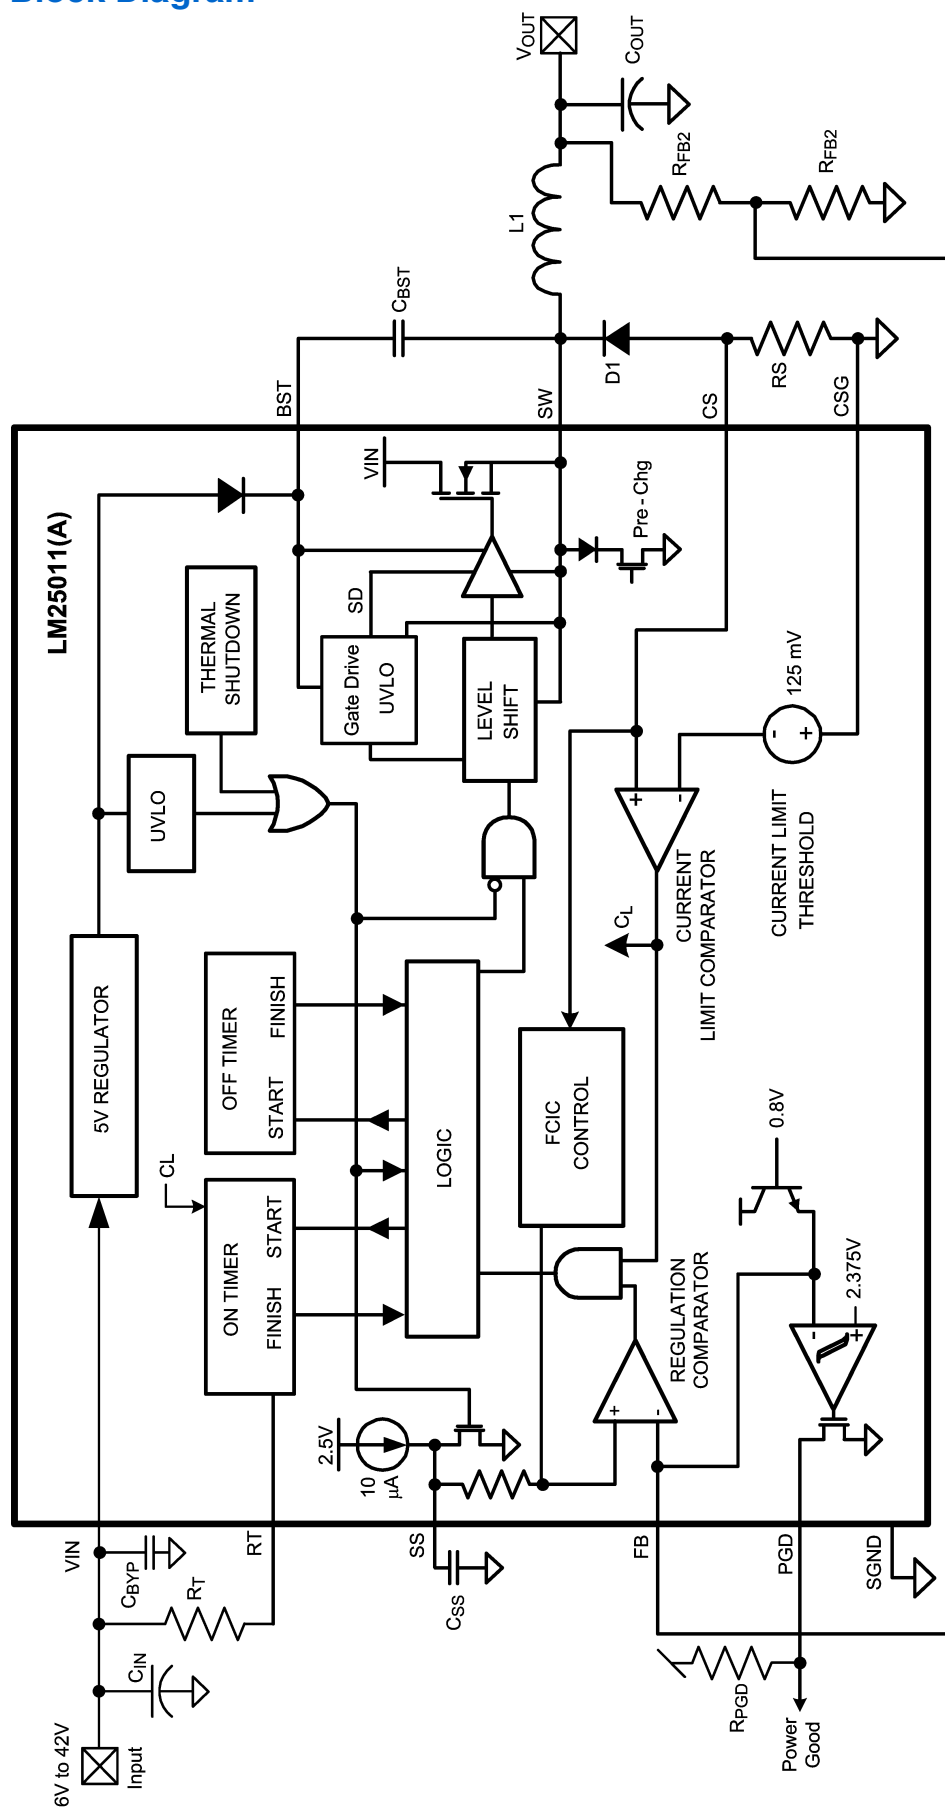 Block Diagram
LM25011(A)
6V to 42V
Input
CIN
CBYP
RT
VIN
RT
5V REGULATOR
UVLO
THERMAL
SHUTDOWN
ON TIMER
FINISH START
CL
OFF TIMER
START FINISH
LOGIC
Gate Drive
UVLO
SD
LEVEL
SHIFT
VIN
Pre - Chg
BST
CBST
SW
L1
VOUT
COUT
RFB2
RFB2
D1
CS
RS
CSG
2.5V
10
µA
SS
CSS
FCIC
CONTROL
CL
+
-
CURRENT
LIMIT COMPARATOR
-
+
125 mV
CURRENT LIMIT
THRESHOLD
+
-
REGULATION
COMPARATOR
0.8V
2.375V
-
+
FB
PGD
SGND
RPGD
Power
Good